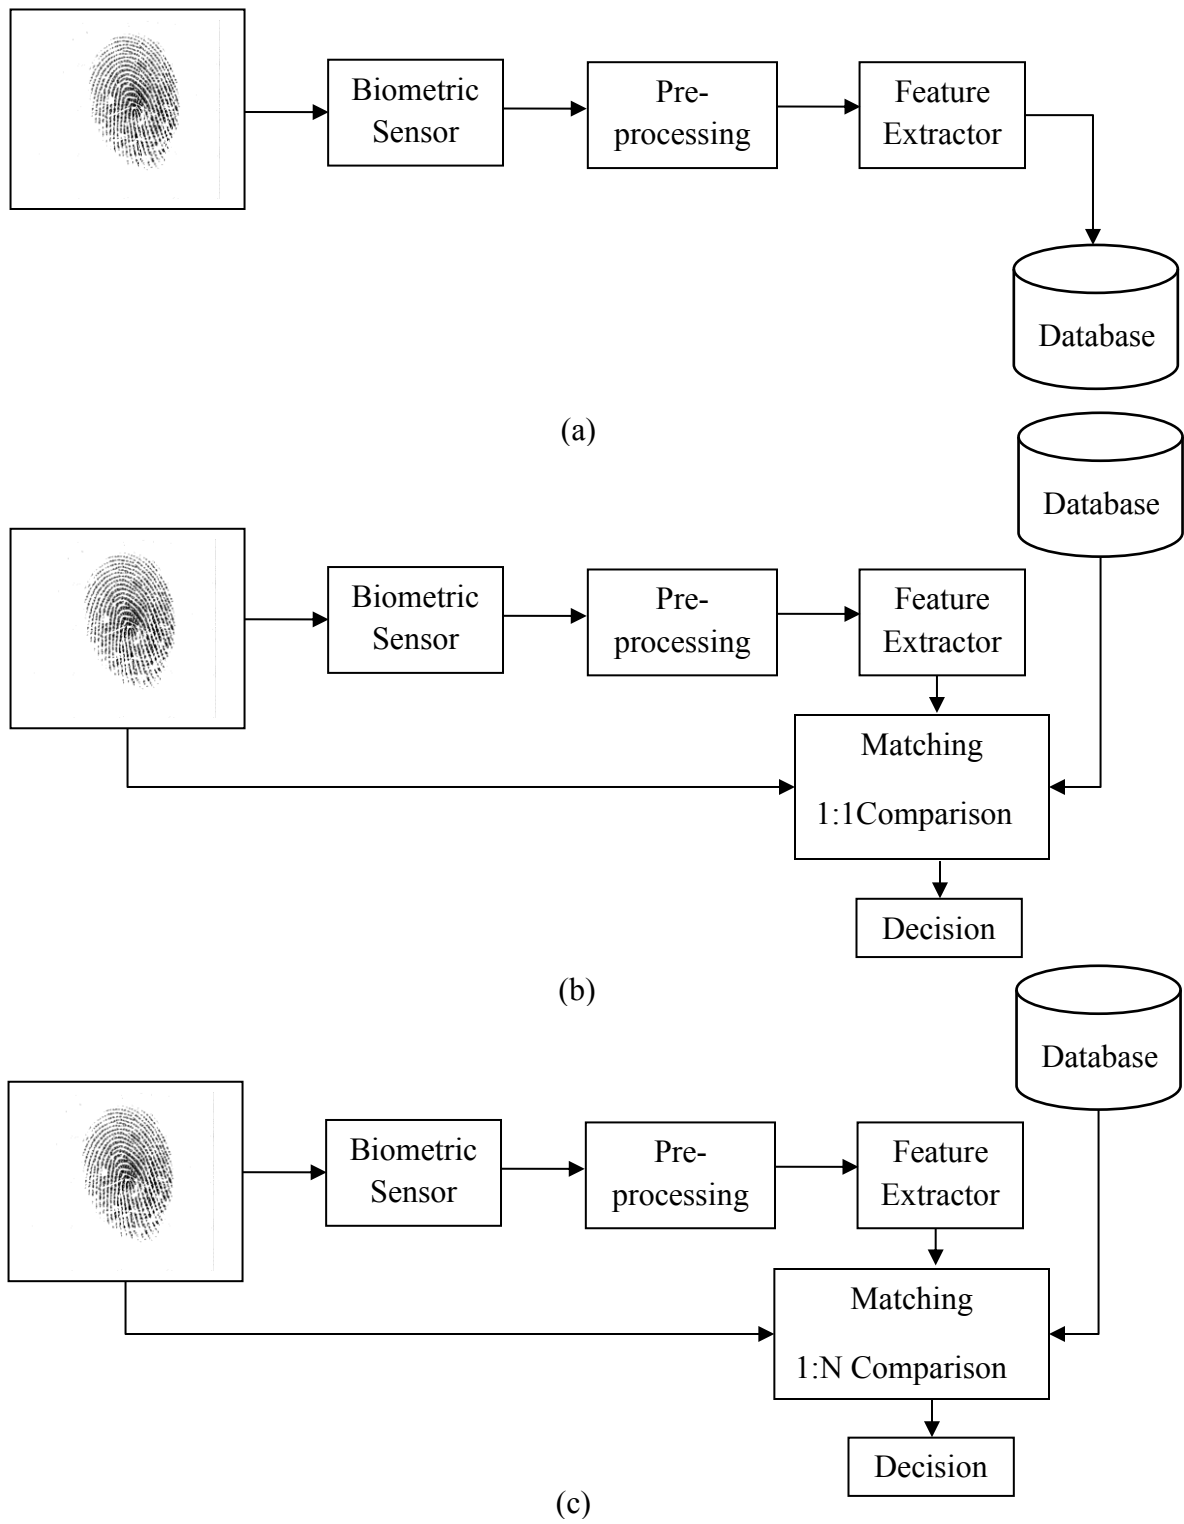 Biometric
Sensor
Pre-
processing
Feature
Extractor
Database
(a)
Database
Biometric
Sensor
Pre-
processing
Feature
Extractor
Matching
1:1Comparison
Decision
(b)
Database
Biometric
Sensor
Pre-
processing
Feature
Extractor
Matching
1:N Comparison
Decision
(c)